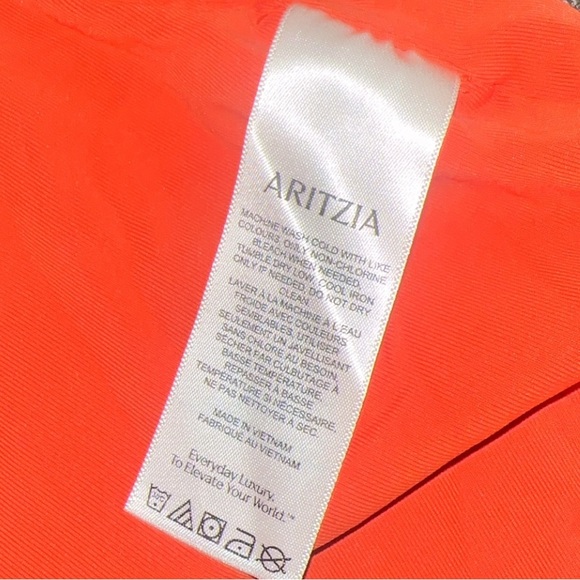 ARITZIA
MACHINE WASH COLD WITH LIKE
COLOURS. ONLY NON-CHLORINE
BLEACH WHEN NEEDED.
TUMBLE DRY LOW. COOL IRON
ONLY IF NEEDED. DO NOT DRY
CLEAN
LAVER À LA MACHINE À L'EAU
FROIDE AVEC COULEURS
SEMBLABLES. UTILISER
SEULEMENT UN JAVELLISANT
SANS CHLORE AU BESOIN.
SÉCHER PAR CULBUTAGE À
BASSE TEMPÉRATURE.
REPASSER À BASSE
TEMPÉRATURE SI NÉCESSAIRE.
NE PAS NETTOYER À SEC.
MADE IN VIETNAM
FABRIQUÉ AU VIETNAM
Everyday Luxury.
To Elevate Your World.™